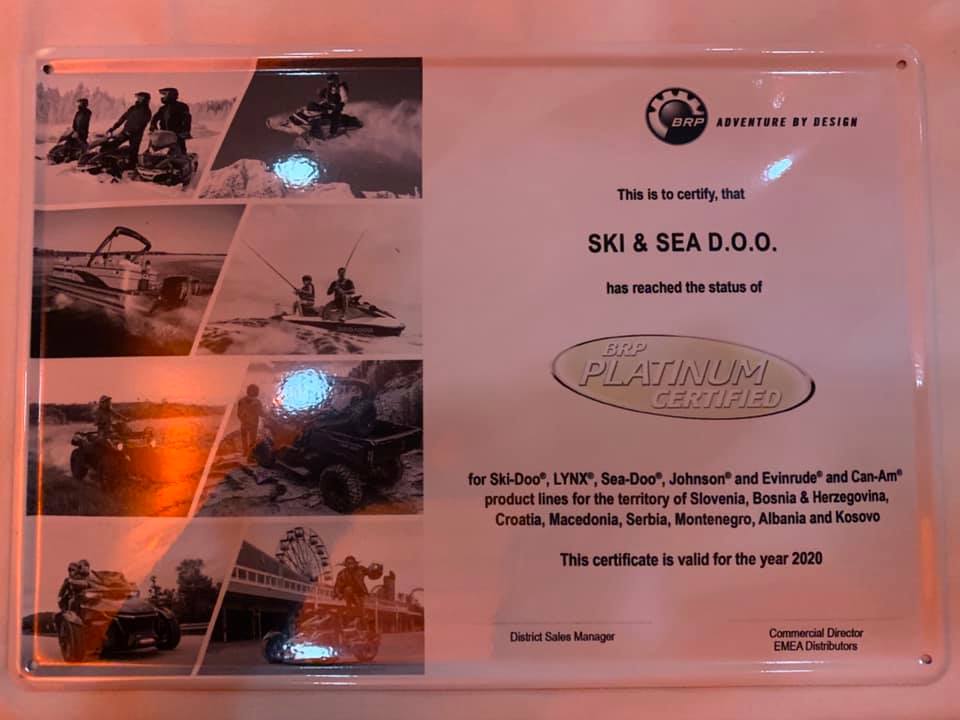 BRP ADVENTURE BY DESIGN
This is to certify, that
SKI & SEA D.O.O.
has reached the status of
BRP
PLATINUM
CERTIFIED
for Ski-Doo®, LYNX®, Sea-Doo®, Johnson® and Evinrude® and Can-Am®
product lines for the territory of Slovenia, Bosnia & Herzegovina,
Croatia, Macedonia, Serbia, Montenegro, Albania and Kosovo
This certificate is valid for the year 2020
District Sales Manager
Commercial Director
EMEA Distributors